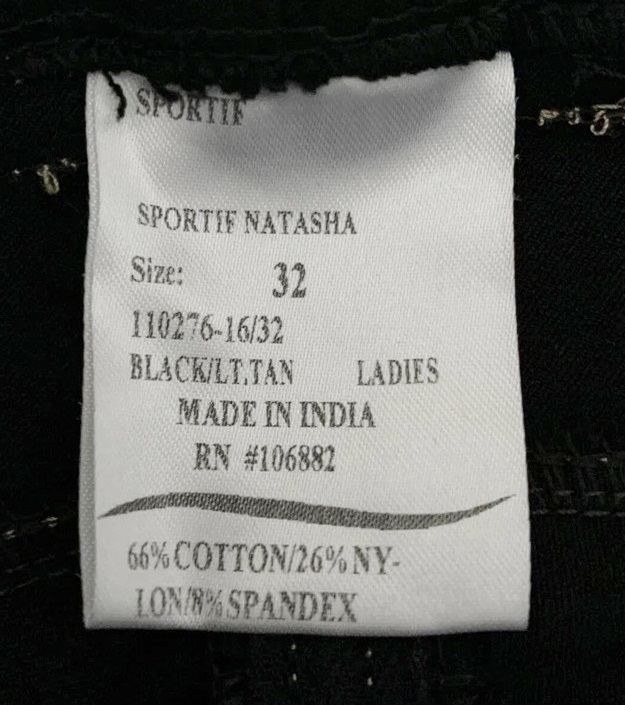 SPORTIF
SPORTIF NATASHA
Size: 32
110276-16/32
BLACK/LT.TAN LADIES
MADE IN INDIA
RN #106882
66% COTTON/26% NY-
LON/8% SPANDEX